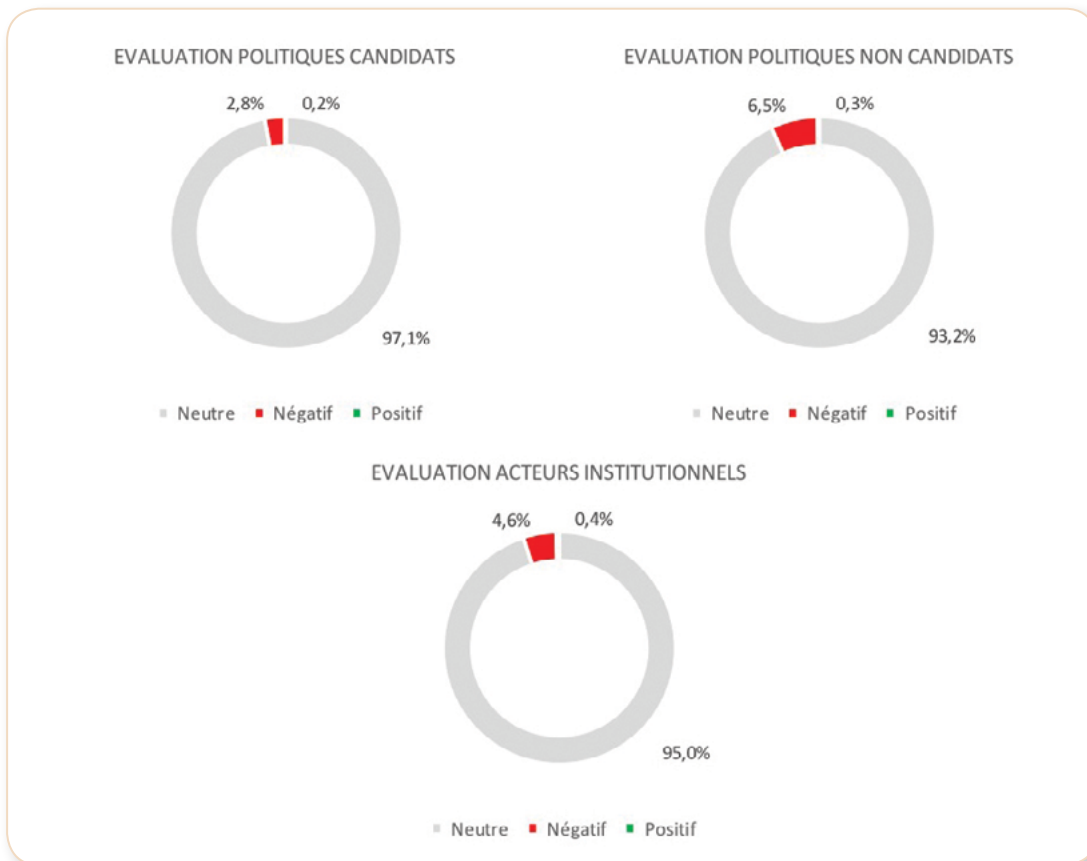 EVALUATION POLITIQUES CANDIDATS
2,8%
0,2%
97,1%
Neutre Négatif Positif
EVALUATION POLITIQUES NON CANDIDATS
6,5%
0,3%
93,2%
Neutre Négatif Positif
EVALUATION ACTEURS INSTITUTIONNELS
4,6%
0,4%
95,0%
Neutre Négatif Positif